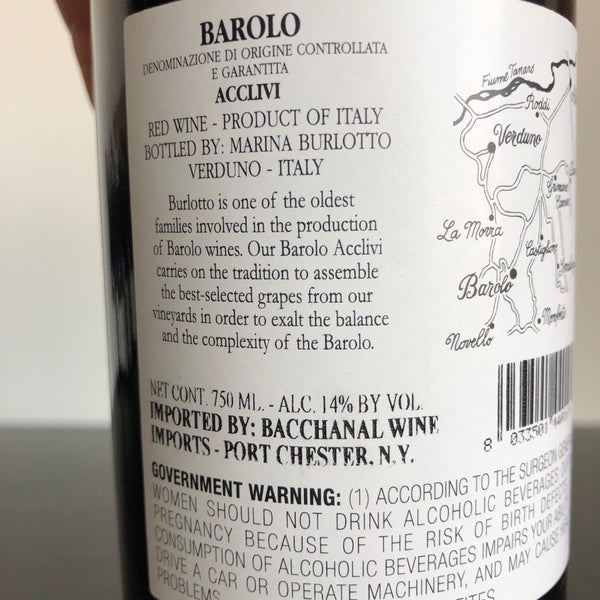 BAROLO
DENOMINAZIONE DI ORIGINE CONTROLLATA
E GARANTITA
ACCLIVI
RED WINE - PRODUCT OF ITALY
BOTTLED BY: MARINA BURLOTTO
VERDUNO - ITALY
Burlotto is one of the oldest
families involved in the production
of Barolo wines. Our Barolo Acclivi
carries on the tradition to assemble
the best-selected grapes from our
vineyards in order to exalt the balance
and the complexity of the Barolo.
NET CONT. 750 ML. - ALC. 14% BY VOL.
IMPORTED BY: BACCHANAL WINE
IMPORTS - PORT CHESTER, N.Y.
GOVERNMENT WARNING: (1) ACCORDING TO THE SURGEON
WOMEN SHOULD NOT DRINK ALCOHOLIC BEVERAGES
PREGNANCY BECAUSE OF THE RISK OF BIRTH
CONSUMPTION OF ALCOHOLIC BEVERAGES IMPAIRS YOUR
DRIVE A CAR OR OPERATE MACHINERY, AND MAY CAUSE
PROBLEMS.
Fiume Tanaro
Roddi
Verduno
La Morra
Castiglione
Barolo
Novello
8 033501